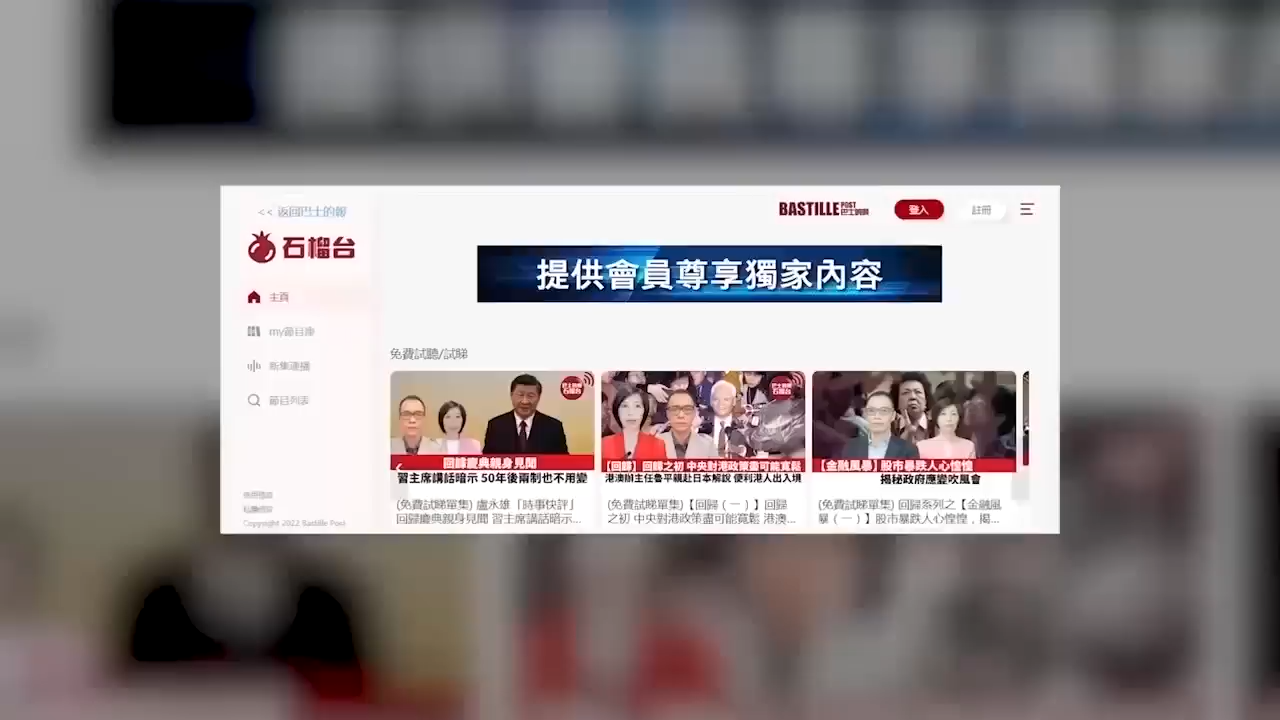 << 返回巴士的報
石榴台
主頁
my節目庫
新集連播
節目列表
Copyright 2022 Bastille Post
BASTILLE POST 巴士的報
登入
註冊
提供會員尊享獨家內容
免費試聽/試睇
回歸慶典親身見聞
習主席講話暗示 50年後兩制也不用變
(免費試睇單集) 盧永雄「時事快評」
回歸慶典親身見聞 習主席講話暗示...
【回歸】回歸之初 中央對港政策盡可能寬鬆
港澳辦主任魯平親赴日本解說 便利港人出入境
(免費試睇單集)【回歸（一）】回歸
之初 中央對港政策盡可能寬鬆 港澳...
【金融風暴】股市暴跌人心惶惶
揭秘政府應變吹風會
(免費試睇單集) 回歸系列之【金融風
暴（一）】股市暴跌人心惶惶，揭...